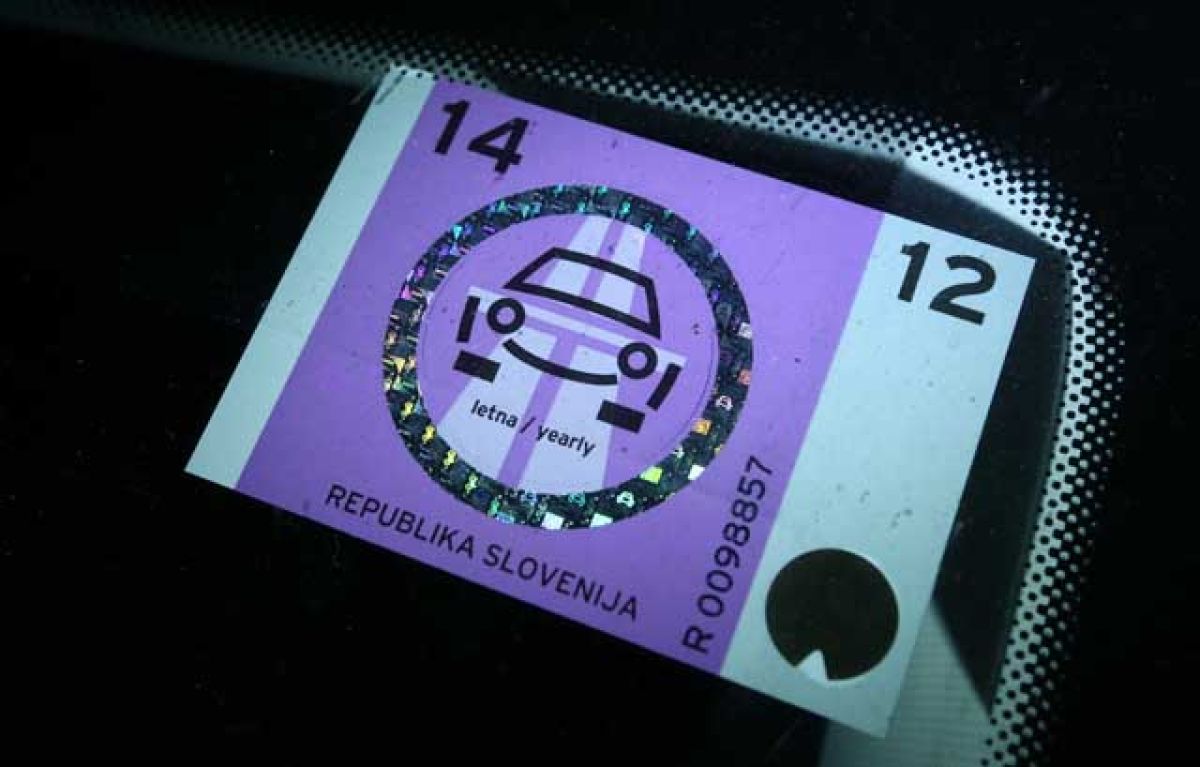 14
12
letna / yearly
REPUBLIKA SLOVENIJA
R 0098857